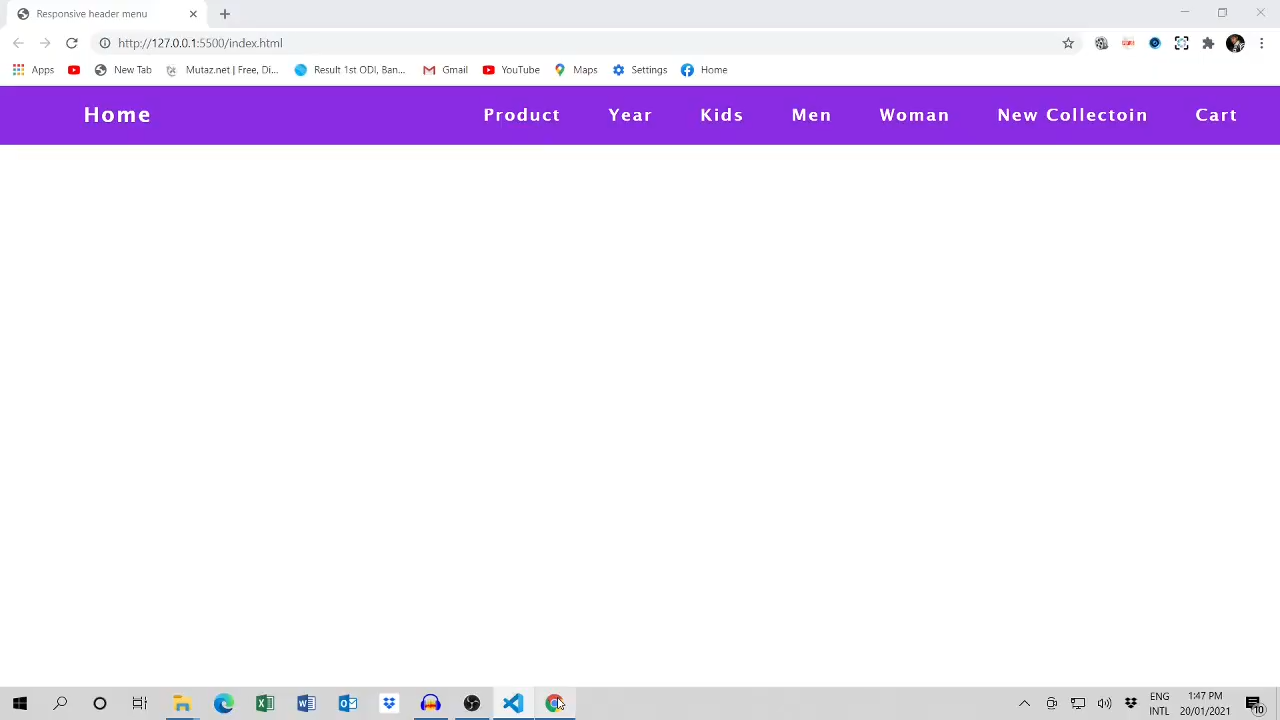 Responsive header menu
http://127.0.0.1:5500/index.html
Apps New Tab Mutaz.net | Free, Di... Result 1st ODI, Ban... Gmail YouTube Maps Settings Home
Home Product Year Kids Men Woman New Collectoin Cart
ENG 1:47 PM
INTL 20/01/2021 10